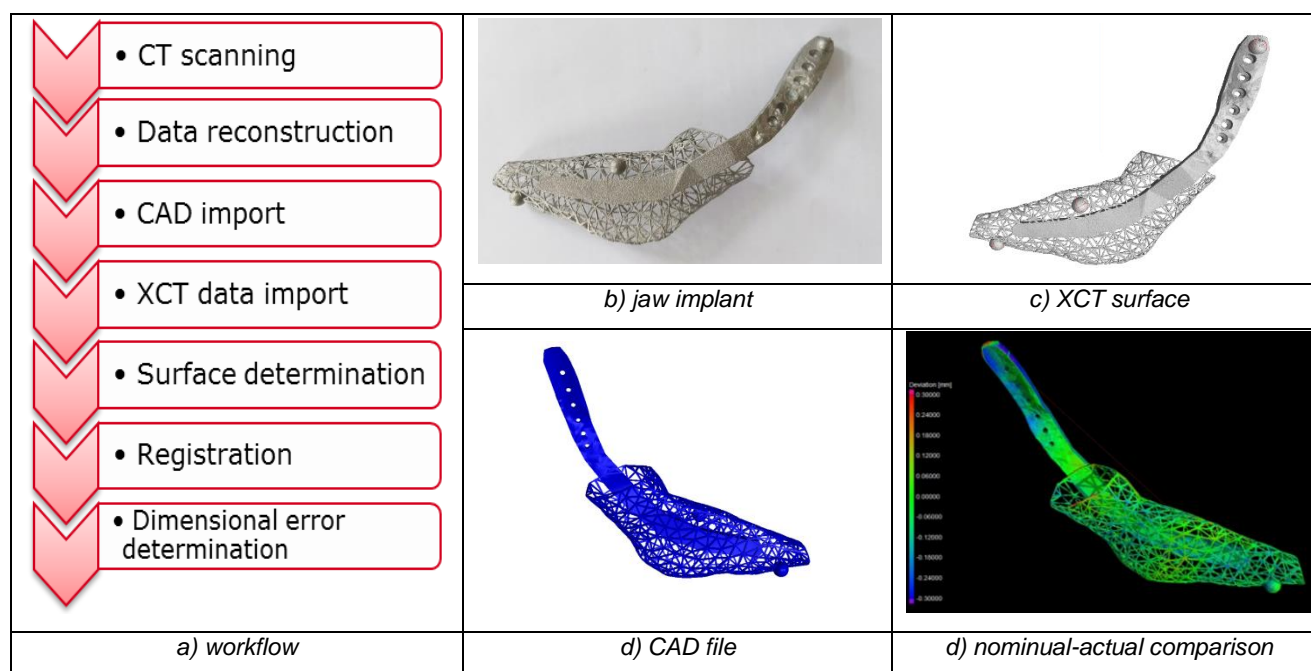 • CT scanning
• Data reconstruction
• CAD import
• XCT data import
• Surface determination
• Registration
• Dimensional error
determination
a) workflow
b) jaw implant
c) XCT surface
d) CAD file
Deviation [mm]
0.30000
0.24000
0.18000
0.12000
0.06000
0.00000
-0.06000
-0.12000
-0.18000
-0.24000
-0.30000
d) nominual-actual comparison